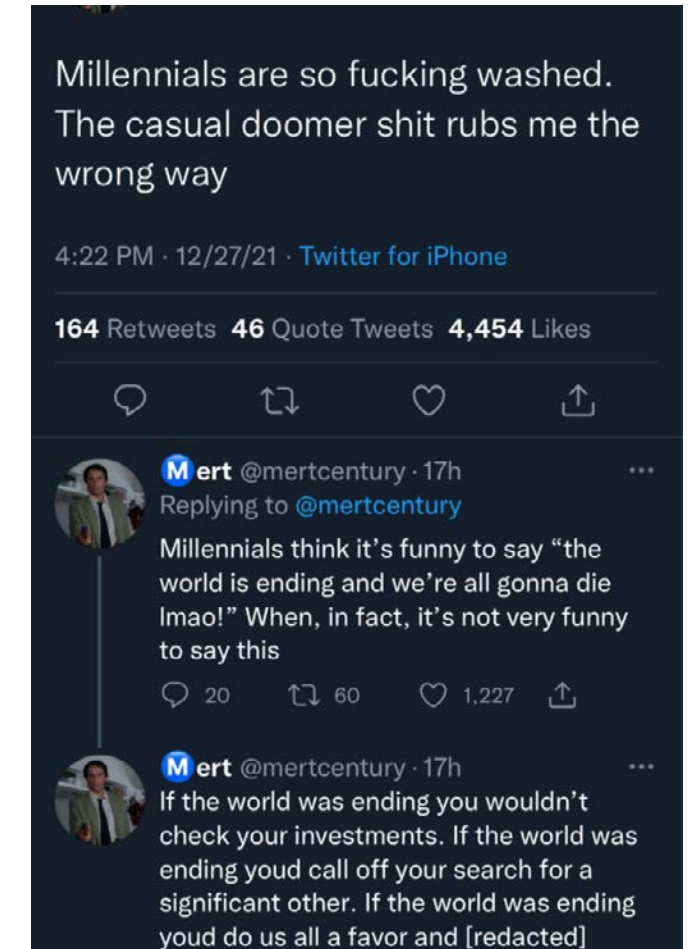 Millennials are so fucking washed.
The casual doomer shit rubs me the
wrong way
4:22 PM · 12/27/21 · Twitter for iPhone
164 Retweets 46 Quote Tweets 4,454 Likes
Mert @mertcentury · 17h
Replying to @mertcentury
Millennials think it’s funny to say “the
world is ending and we’re all gonna die
lmao!” When, in fact, it’s not very funny
to say this
20 60 1,227
Mert @mertcentury · 17h
If the world was ending you wouldn’t
check your investments. If the world was
ending youd call off your search for a
significant other. If the world was ending
youd do us all a favor and [redacted]